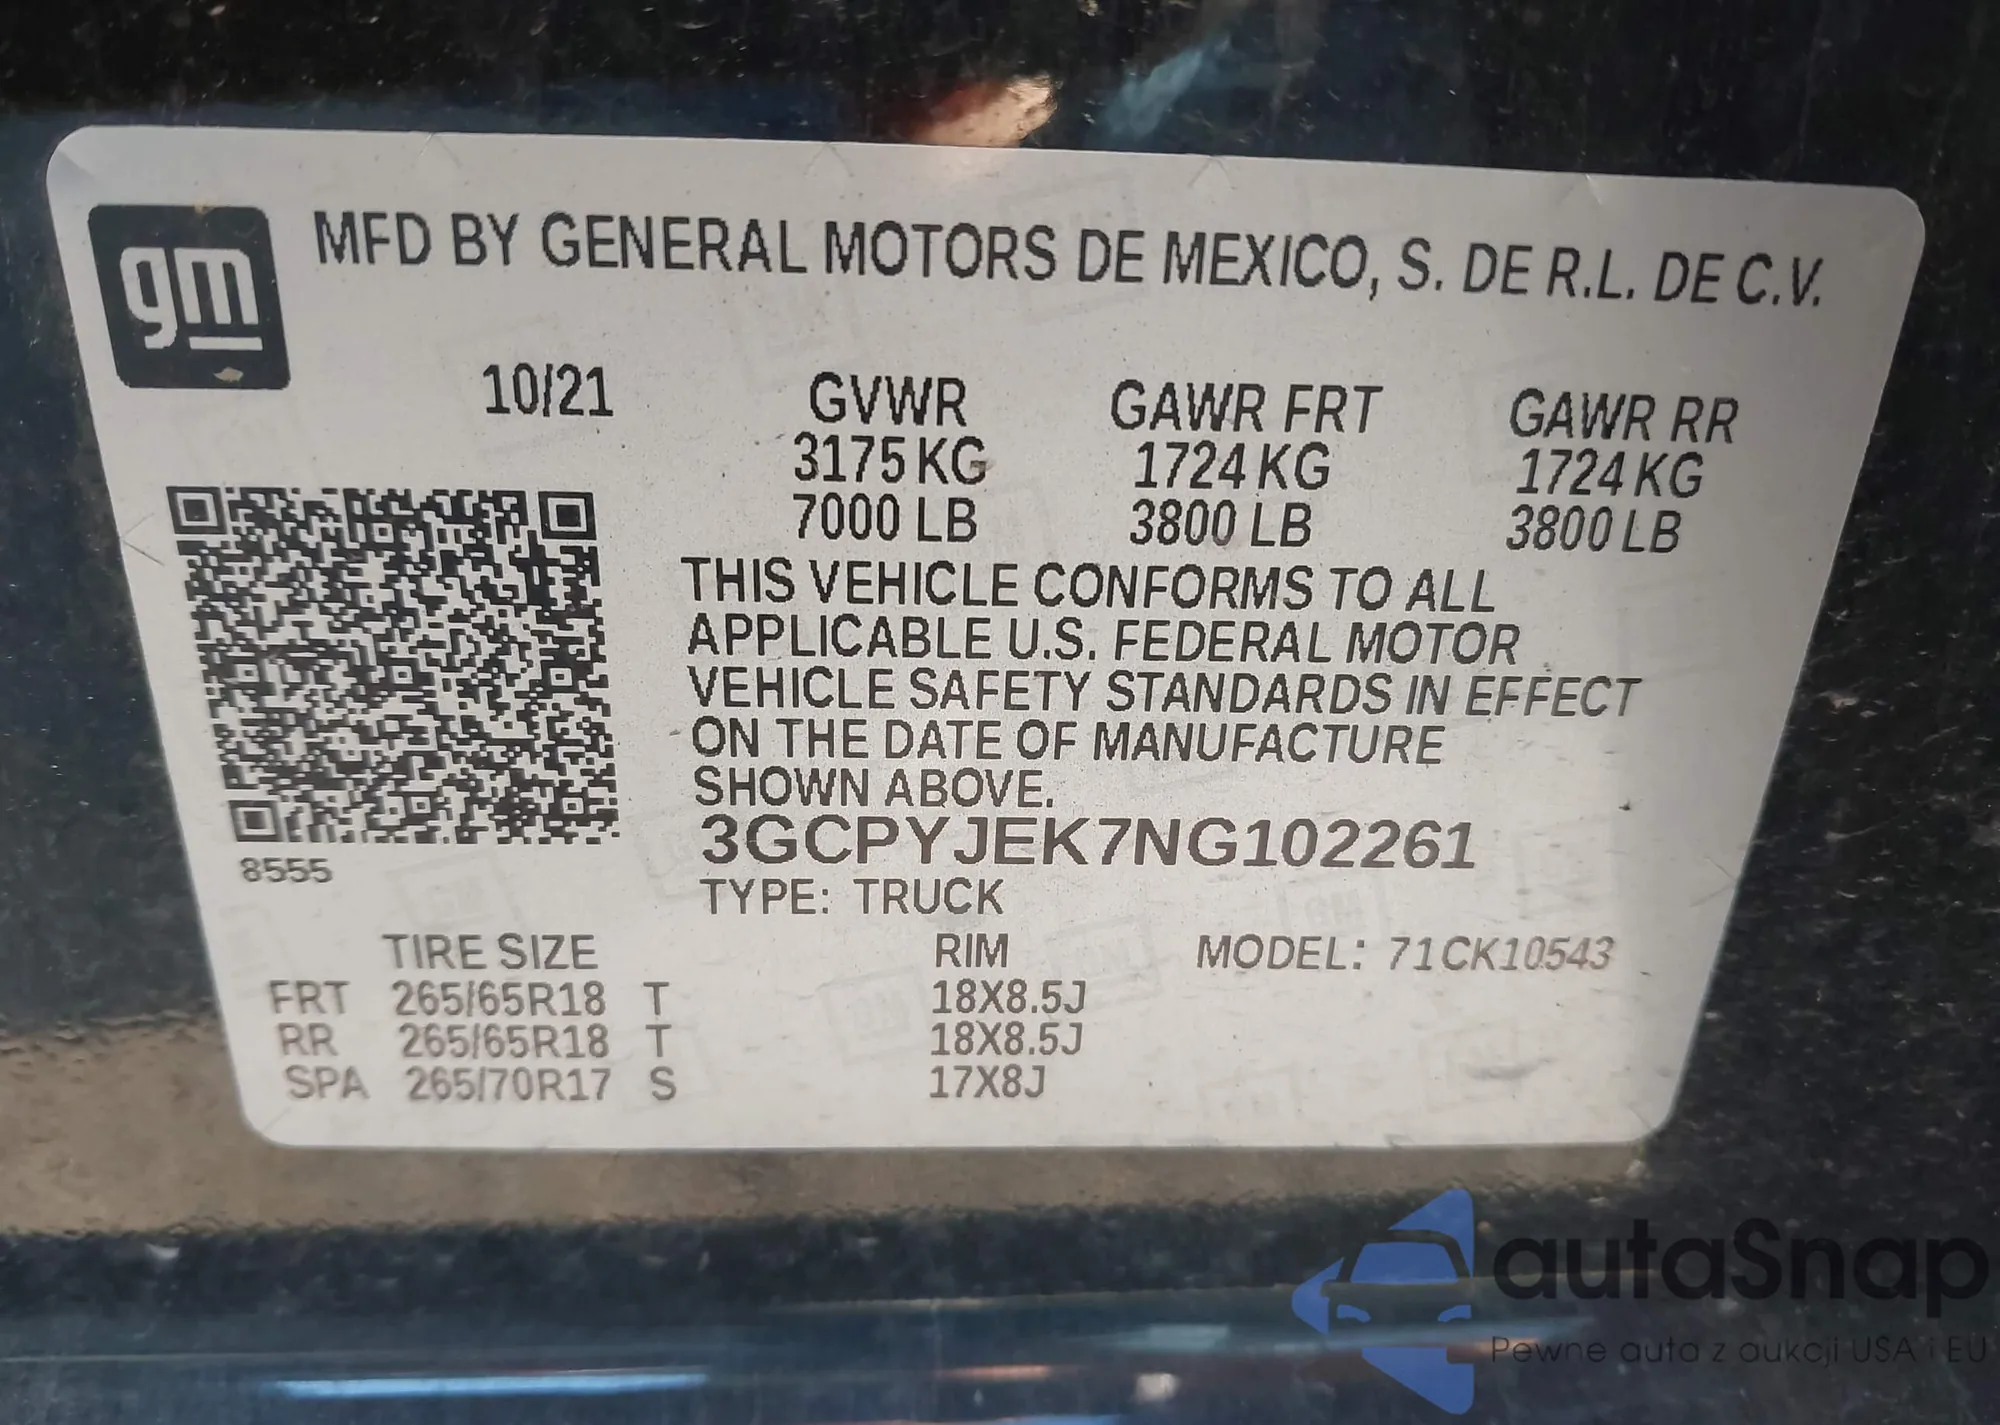 gm MFD BY GENERAL MOTORS DE MEXICO, S. DE R.L. DE C.V.
10/21 GVWR GAWR FRT GAWR RR
3175 KG 1724 KG 1724 KG
7000 LB 3800 LB 3800 LB
THIS VEHICLE CONFORMS TO ALL
APPLICABLE U.S. FEDERAL MOTOR
VEHICLE SAFETY STANDARDS IN EFFECT
ON THE DATE OF MANUFACTURE
SHOWN ABOVE.
3GCPYJEK7NG102261
8555
TYPE: TRUCK
TIRE SIZE RIM MODEL: 71CK10543
FRT 265/65R18 T 18X8.5J
RR 265/65R18 T 18X8.5J
SPA 265/70R17 S 17X8J
autaSnap
Pewne auta z aukcji USA i EU